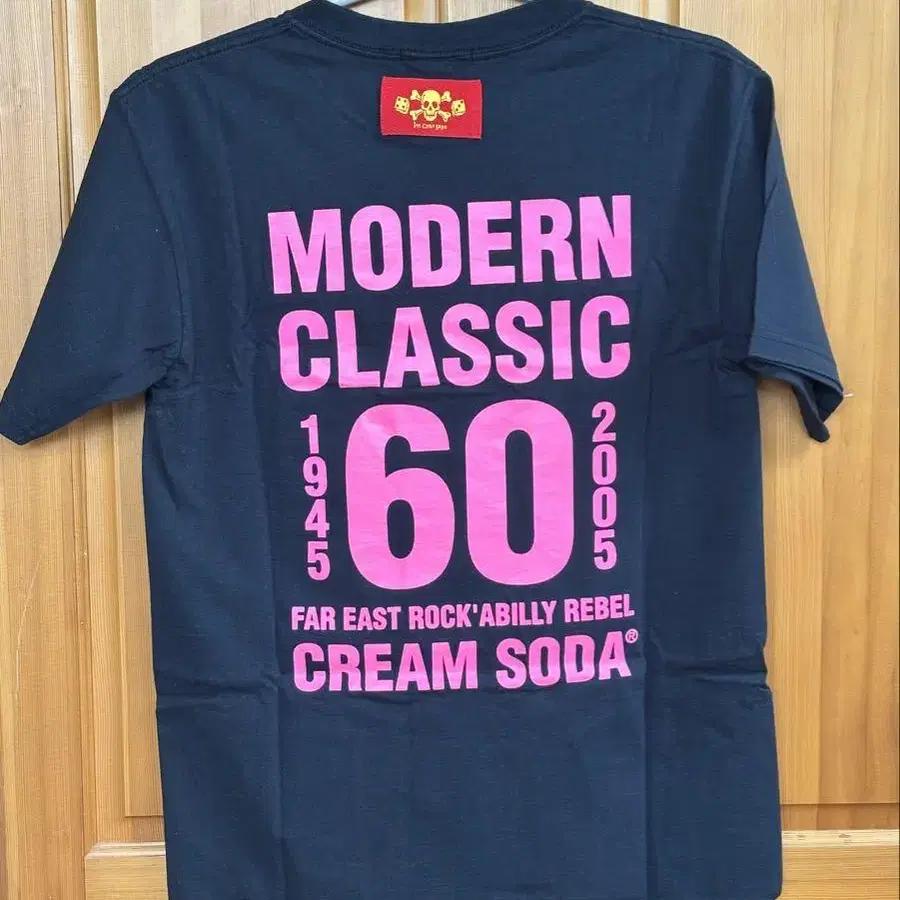 MODERN
CLASSIC
1945 60 2005
FAR EAST ROCK'ABILLY REBEL
CREAM SODA®